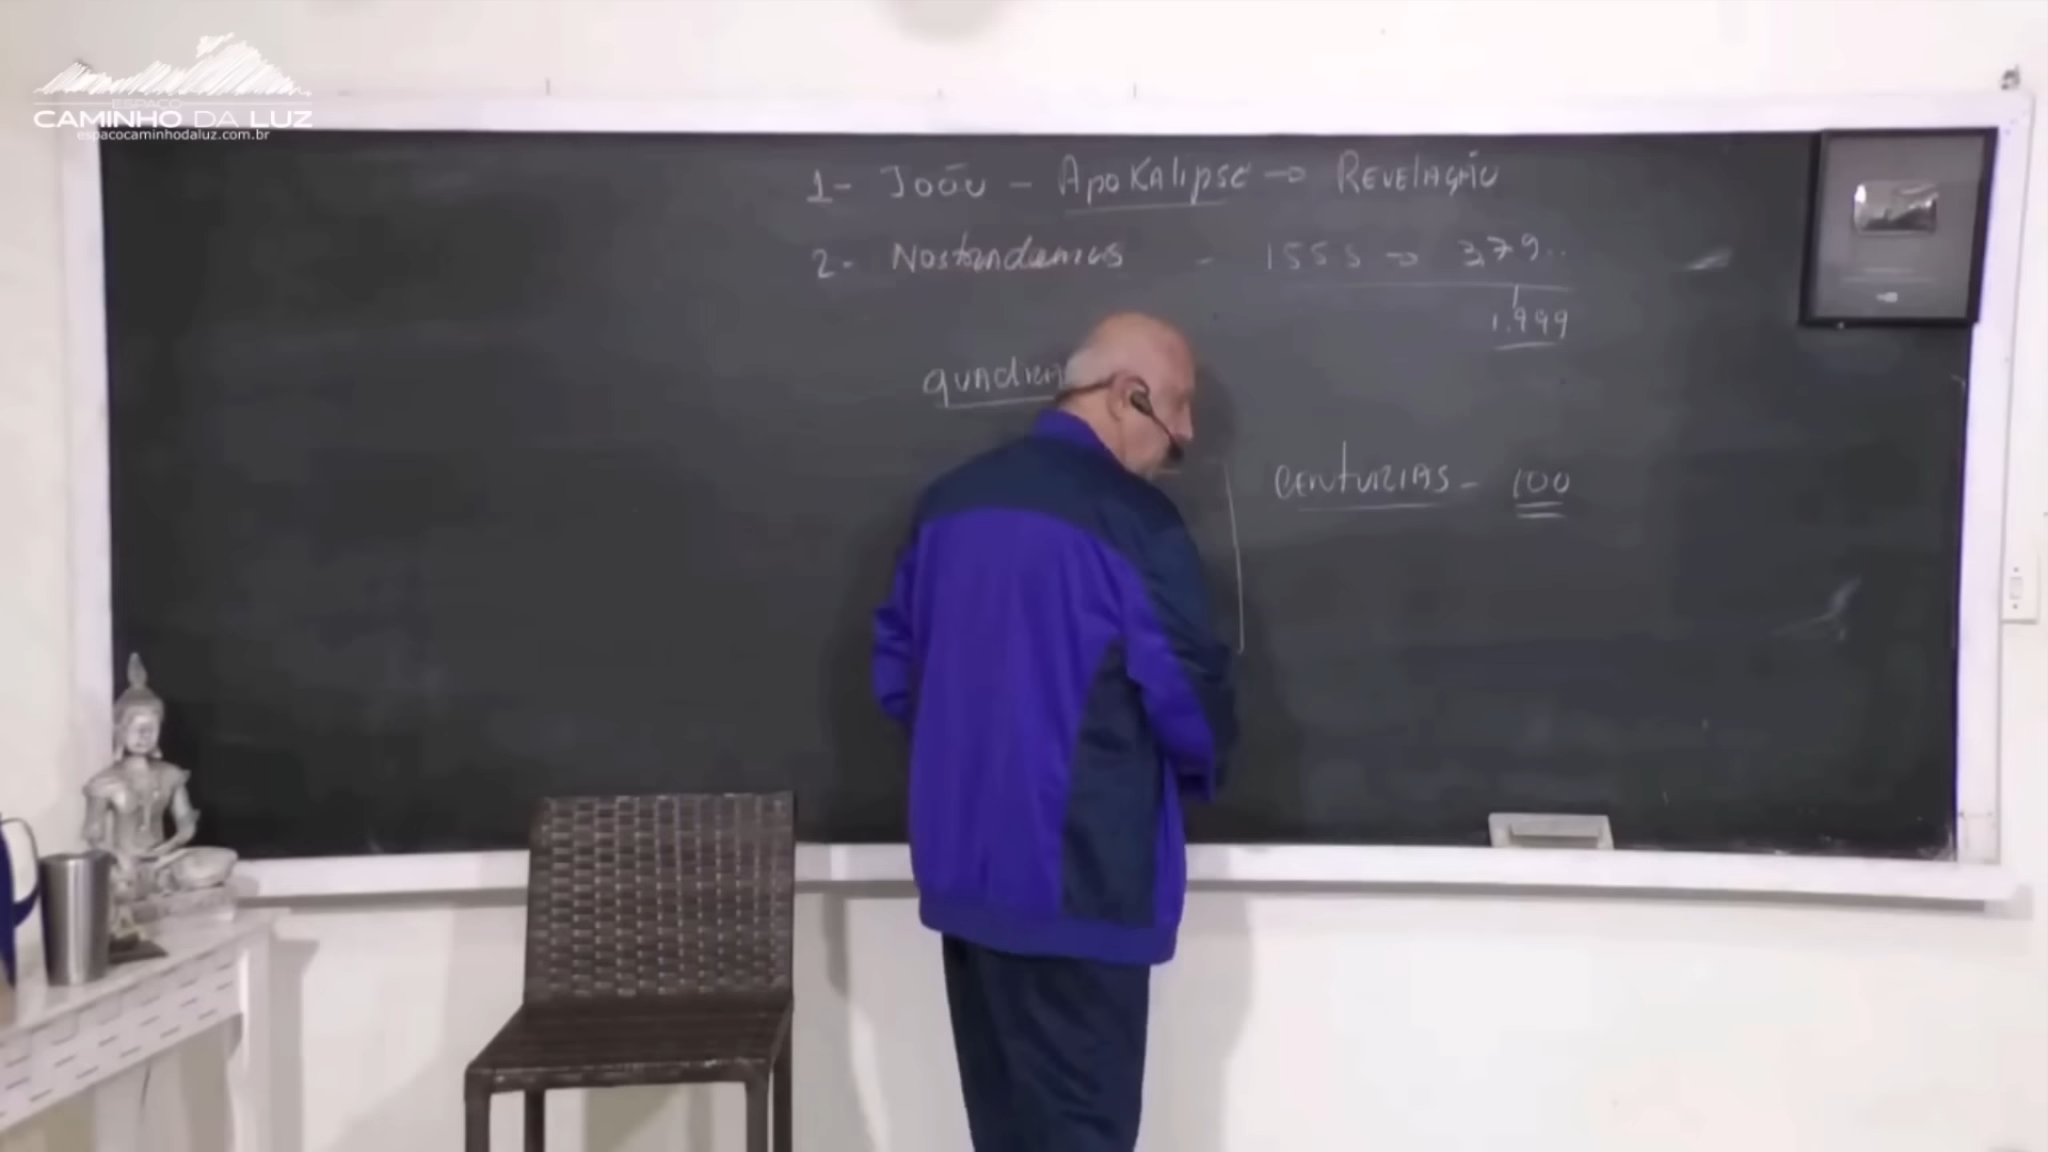 ESPAÇO
CAMINHO DA LUZ
espacocaminhodaluz.com.br
1- João - ApoKalipse → Revelação
2- Nostradamus - 1555 → 379..
1.999
quadra
Centurias - 100